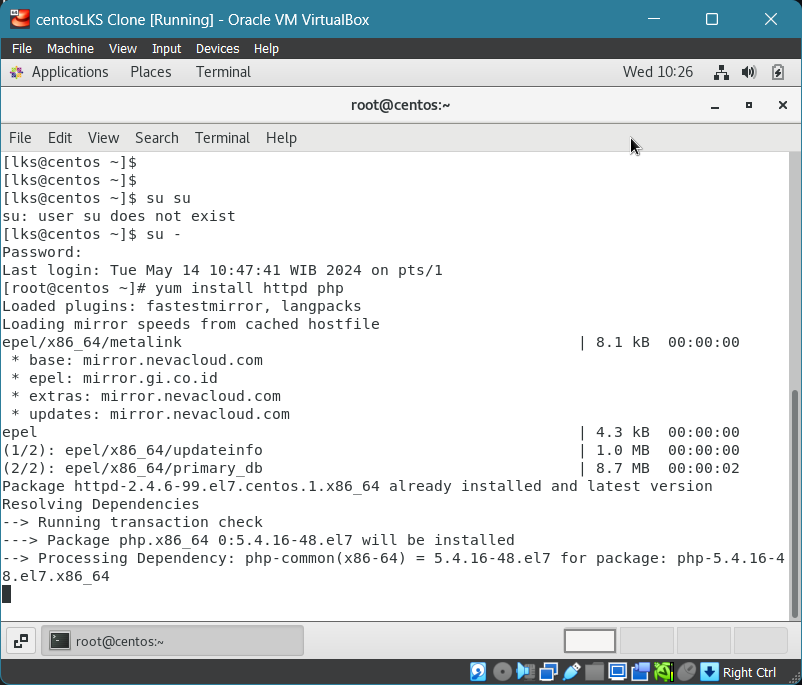 centosLKS Clone [Running] - Oracle VM VirtualBox
File Machine View Input Devices Help
Applications Places Terminal Wed 10:26
root@centos:~
File Edit View Search Terminal Help
[lks@centos ~]$
[lks@centos ~]$
[lks@centos ~]$ su su
su: user su does not exist
[lks@centos ~]$ su -
Password:
Last login: Tue May 14 10:47:41 WIB 2024 on pts/1
[root@centos ~]# yum install httpd php
Loaded plugins: fastestmirror, langpacks
Loading mirror speeds from cached hostfile
epel/x86_64/metalink | 8.1 kB 00:00:00
* base: mirror.nevacloud.com
* epel: mirror.gi.co.id
* extras: mirror.nevacloud.com
* updates: mirror.nevacloud.com
epel | 4.3 kB 00:00:00
(1/2): epel/x86_64/updateinfo | 1.0 MB 00:00:00
(2/2): epel/x86_64/primary_db | 8.7 MB 00:00:02
Package httpd-2.4.6-99.el7.centos.1.x86_64 already installed and latest version
Resolving Dependencies
--> Running transaction check
---> Package php.x86_64 0:5.4.16-48.el7 will be installed
--> Processing Dependency: php-common(x86-64) = 5.4.16-48.el7 for package: php-5.4.16-4
8.el7.x86_64
root@centos:~
Right Ctrl